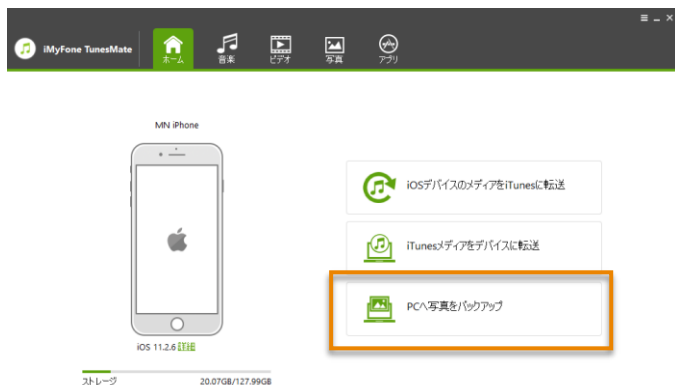 iMyFone TunesMate
ホーム
音楽
ビデオ
写真
アプリ
MN iPhone
iOS 11.2.6 詳細
ストレージ 20.07GB/127.99GB
iOSデバイスのメディアをiTunesに転送
iTunesメディアをデバイスに転送
PCへ写真をバックアップ